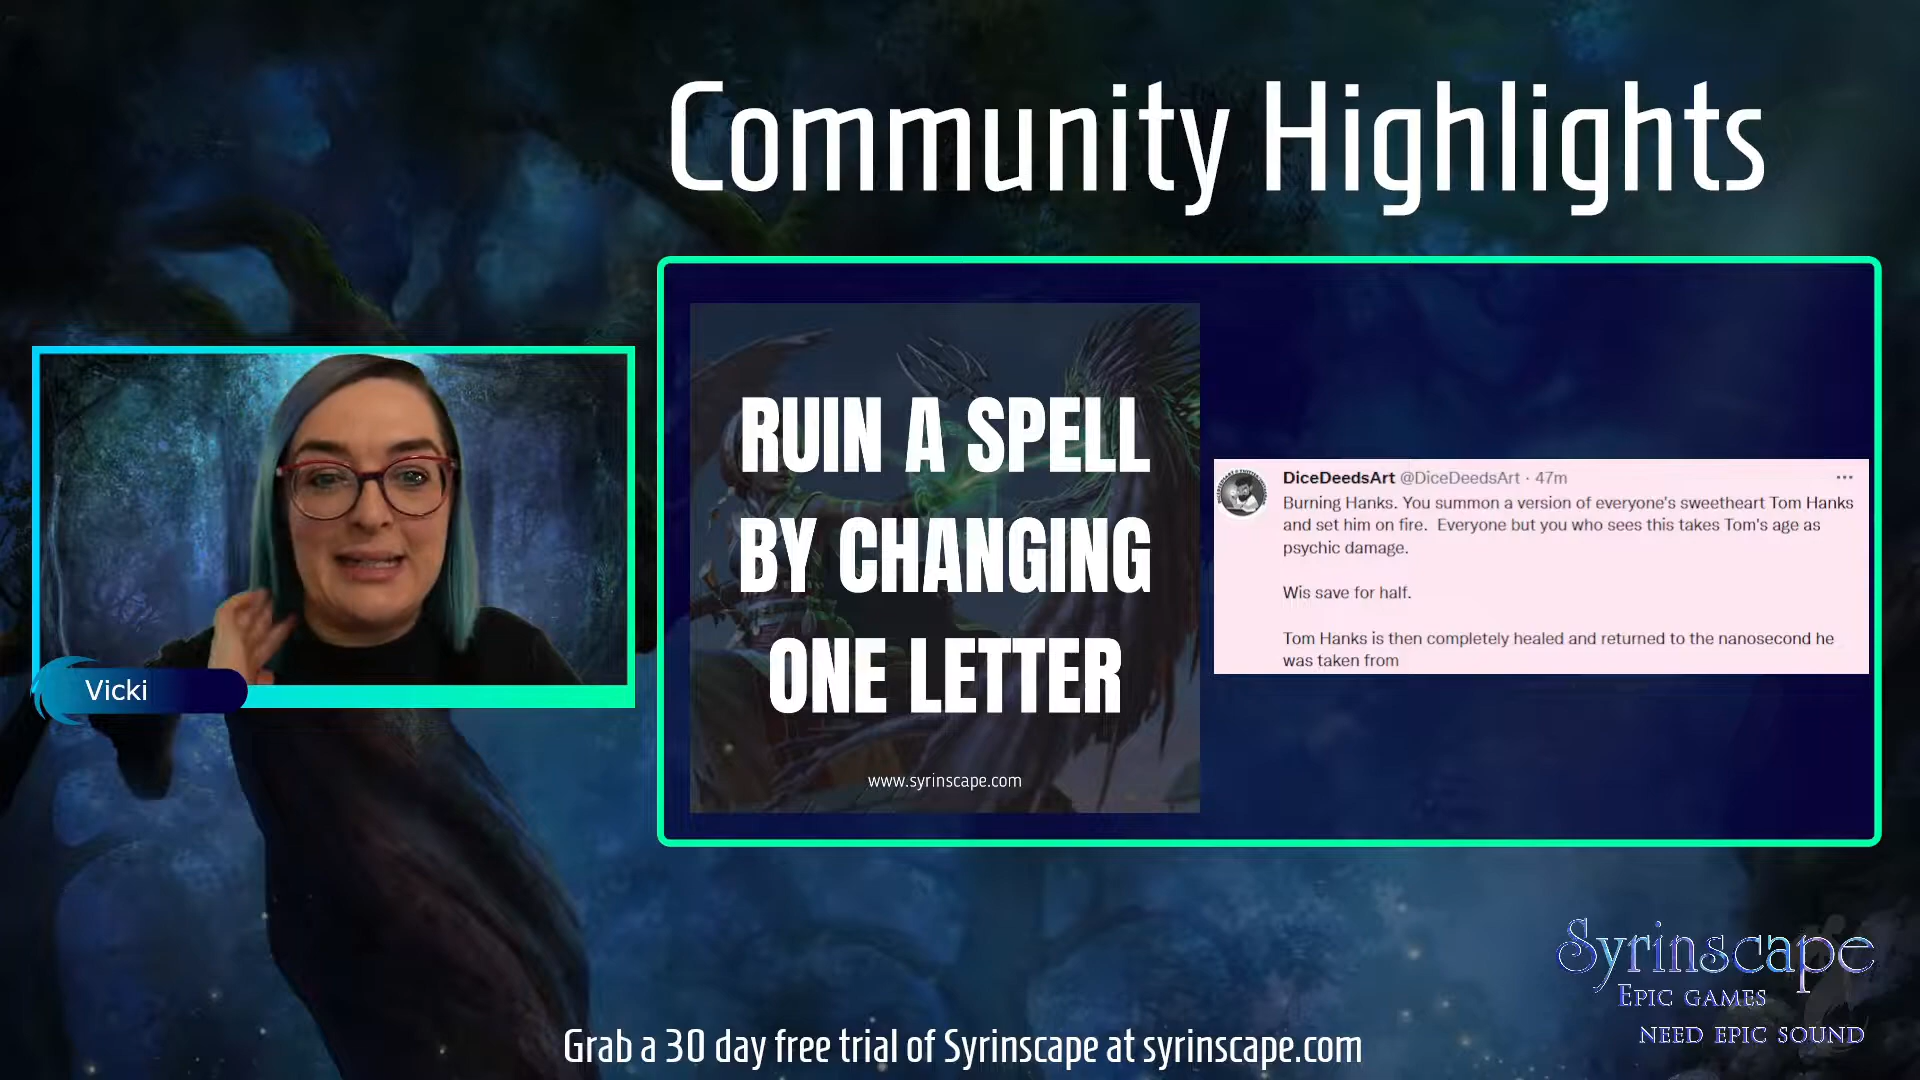 Community Highlights
RUIN A SPELL
BY CHANGING
ONE LETTER
www.syrinscape.com
DiceDeedsArt @DiceDeedsArt · 47m
Burning Hanks. You summon a version of everyone's sweetheart Tom Hanks
and set him on fire.  Everyone but you who sees this takes Tom's age as
psychic damage.
Wis save for half.
Tom Hanks is then completely healed and returned to the nanosecond he
was taken from
Vicki
Syrinscape
EPIC GAMES
NEED EPIC SOUND
Grab a 30 day free trial of Syrinscape at syrinscape.com